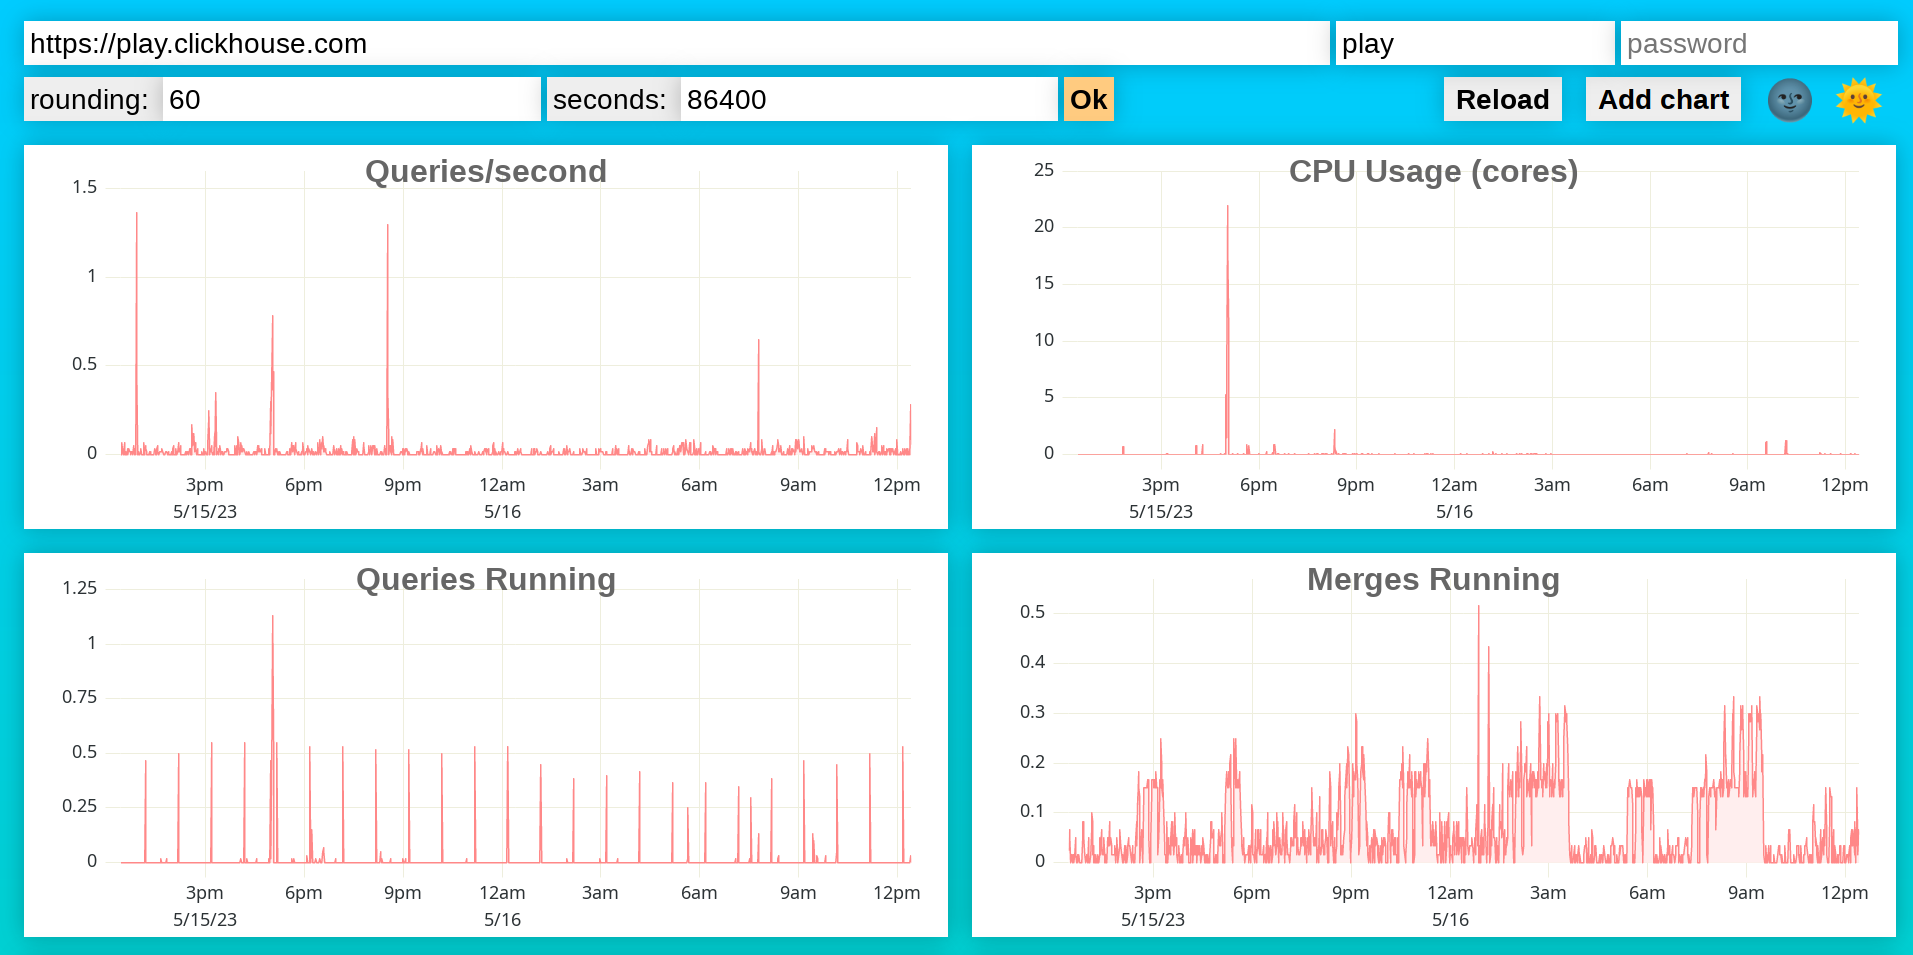 https://play.clickhouse.com play password
rounding: 60 seconds: 86400 Ok Reload Add chart
Queries/second
1.5
1
0.5
0
3pm 6pm 9pm 12am 3am 6am 9am 12pm
5/15/23 5/16
CPU Usage (cores)
25
20
15
10
5
0
3pm 6pm 9pm 12am 3am 6am 9am 12pm
5/15/23 5/16
Queries Running
1.25
1
0.75
0.5
0.25
0
3pm 6pm 9pm 12am 3am 6am 9am 12pm
5/15/23 5/16
Merges Running
0.5
0.4
0.3
0.2
0.1
0
3pm 6pm 9pm 12am 3am 6am 9am 12pm
5/15/23 5/16